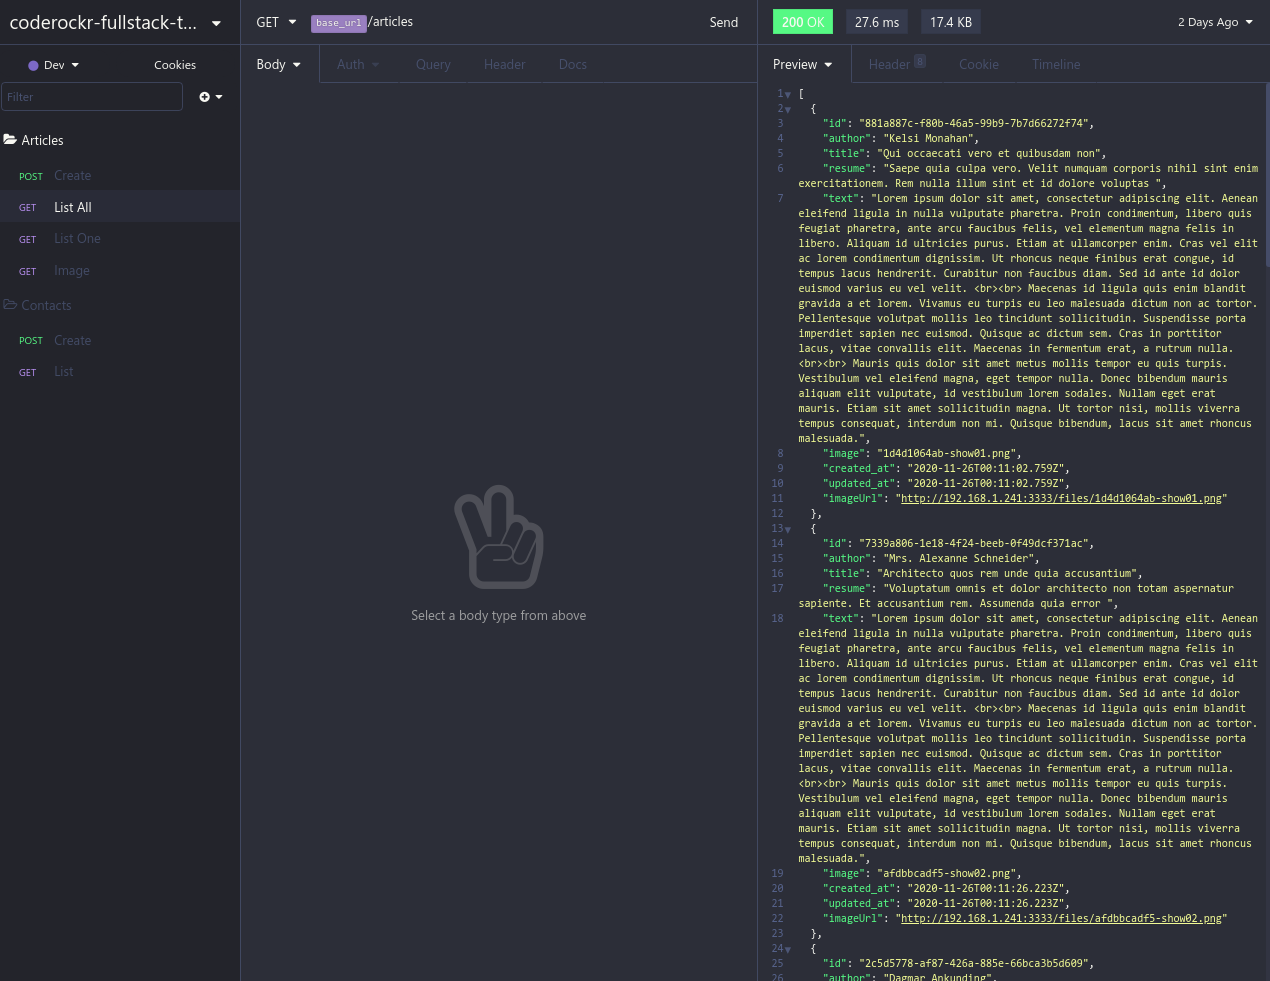 coderockr-fullstack-t...
Dev
Cookies
Filter
Articles
POST Create
GET List All
GET List One
GET Image
Contacts
POST Create
GET List
GET base_url/articles Send
Body Auth Query Header Docs
Select a body type from above
200 OK 27.6 ms 17.4 KB 2 Days Ago
Preview Header 8 Cookie Timeline
1 [
2 {
3 "id": "881a887c-f80b-46a5-99b9-7b7d66272f74",
4 "author": "Kelsi Monahan",
5 "title": "Qui occaecati vero et quibusdam non",
6 "resume": "Saepe quia culpa vero. Velit numquam corporis nihil sint enim
exercitationem. Rem nulla illum sint et id dolore voluptas ",
7 "text": "Lorem ipsum dolor sit amet, consectetur adipiscing elit. Aenean
eleifend ligula in nulla vulputate pharetra. Proin condimentum, libero quis
feugiat pharetra, ante arcu faucibus felis, vel elementum magna felis in
libero. Aliquam id ultricies purus. Etiam at ullamcorper enim. Cras vel elit
ac lorem condimentum dignissim. Ut rhoncus neque finibus erat congue, id
tempus lacus hendrerit. Curabitur non faucibus diam. Sed id ante id dolor
euismod varius eu vel velit. <br><br> Maecenas id ligula quis enim blandit
gravida a et lorem. Vivamus eu turpis eu leo malesuada dictum non ac tortor.
Pellentesque volutpat mollis leo tincidunt sollicitudin. Suspendisse porta
imperdiet sapien nec euismod. Quisque ac dictum sem. Cras in porttitor
lacus, vitae convallis elit. Maecenas in fermentum erat, a rutrum nulla.
<br><br> Mauris quis dolor sit amet metus mollis tempor eu quis turpis.
Vestibulum vel eleifend magna, eget tempor nulla. Donec bibendum mauris
aliquam elit vulputate, id vestibulum lorem sodales. Nullam eget erat
mauris. Etiam sit amet sollicitudin magna. Ut tortor nisi, mollis viverra
tempus consequat, interdum non mi. Quisque bibendum, lacus sit amet rhoncus
malesuada.",
8 "image": "1d4d1064ab-show01.png",
9 "created_at": "2020-11-26T00:11:02.759Z",
10 "updated_at": "2020-11-26T00:11:02.759Z",
11 "imageUrl": "http://192.168.1.241:3333/files/1d4d1064ab-show01.png"
12 },
13 {
14 "id": "7339a806-1e18-4f24-beeb-0f49dcf371ac",
15 "author": "Mrs. Alexanne Schneider",
16 "title": "Architecto quos rem unde quia accusantium",
17 "resume": "Voluptatum omnis et dolor architecto non totam aspernatur
sapiente. Et accusantium rem. Assumenda quia error ",
18 "text": "Lorem ipsum dolor sit amet, consectetur adipiscing elit. Aenean
eleifend ligula in nulla vulputate pharetra. Proin condimentum, libero quis
feugiat pharetra, ante arcu faucibus felis, vel elementum magna felis in
libero. Aliquam id ultricies purus. Etiam at ullamcorper enim. Cras vel elit
ac lorem condimentum dignissim. Ut rhoncus neque finibus erat congue, id
tempus lacus hendrerit. Curabitur non faucibus diam. Sed id ante id dolor
euismod varius eu vel velit. <br><br> Maecenas id ligula quis enim blandit
gravida a et lorem. Vivamus eu turpis eu leo malesuada dictum non ac tortor.
Pellentesque volutpat mollis leo tincidunt sollicitudin. Suspendisse porta
imperdiet sapien nec euismod. Quisque ac dictum sem. Cras in porttitor
lacus, vitae convallis elit. Maecenas in fermentum erat, a rutrum nulla.
<br><br> Mauris quis dolor sit amet metus mollis tempor eu quis turpis.
Vestibulum vel eleifend magna, eget tempor nulla. Donec bibendum mauris
aliquam elit vulputate, id vestibulum lorem sodales. Nullam eget erat
mauris. Etiam sit amet sollicitudin magna. Ut tortor nisi, mollis viverra
tempus consequat, interdum non mi. Quisque bibendum, lacus sit amet rhoncus
malesuada.",
19 "image": "afdbbcadf5-show02.png",
20 "created_at": "2020-11-26T00:11:26.223Z",
21 "updated_at": "2020-11-26T00:11:26.223Z",
22 "imageUrl": "http://192.168.1.241:3333/files/afdbbcadf5-show02.png"
23 },
24 {
25 "id": "2c5d5778-af87-426a-885e-66bca3b5d609",
26 "author": "Dagmar Ankunding",